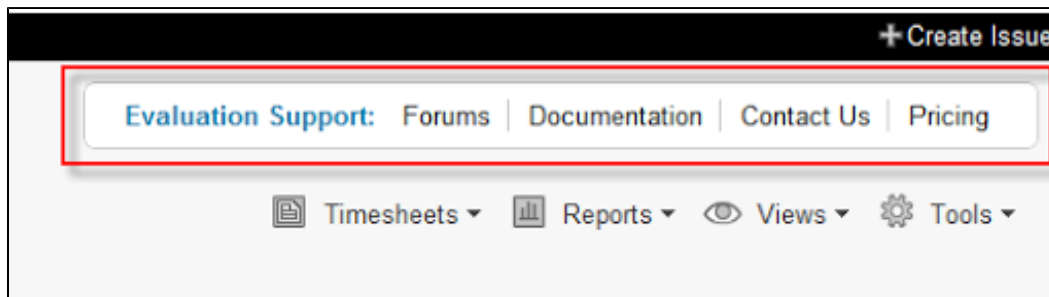 +Create Issue
Evaluation Support: Forums | Documentation | Contact Us | Pricing
Timesheets Reports Views Tools